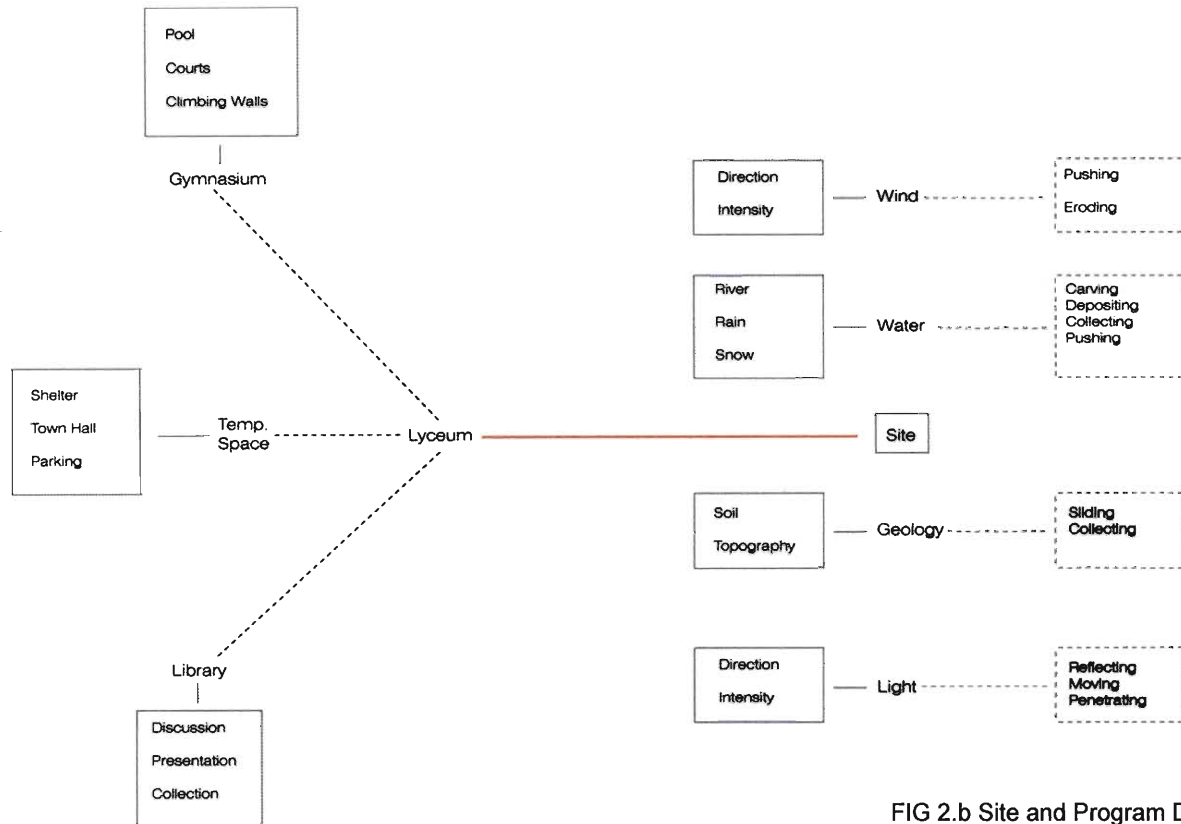 Pool
Courts
Climbing Walls
Gymnasium
Shelter
Town Hall
Parking
Temp.
Space
Lyceum
Library
Discussion
Presentation
Collection
Direction
Intensity
Wind
Pushing
Eroding
River
Rain
Snow
Water
Carving
Depositing
Collecting
Pushing
Site
Soil
Topography
Geology
Sliding
Collecting
Direction
Intensity
Light
Reflecting
Moving
Penetrating
FIG 2.b Site and Program D